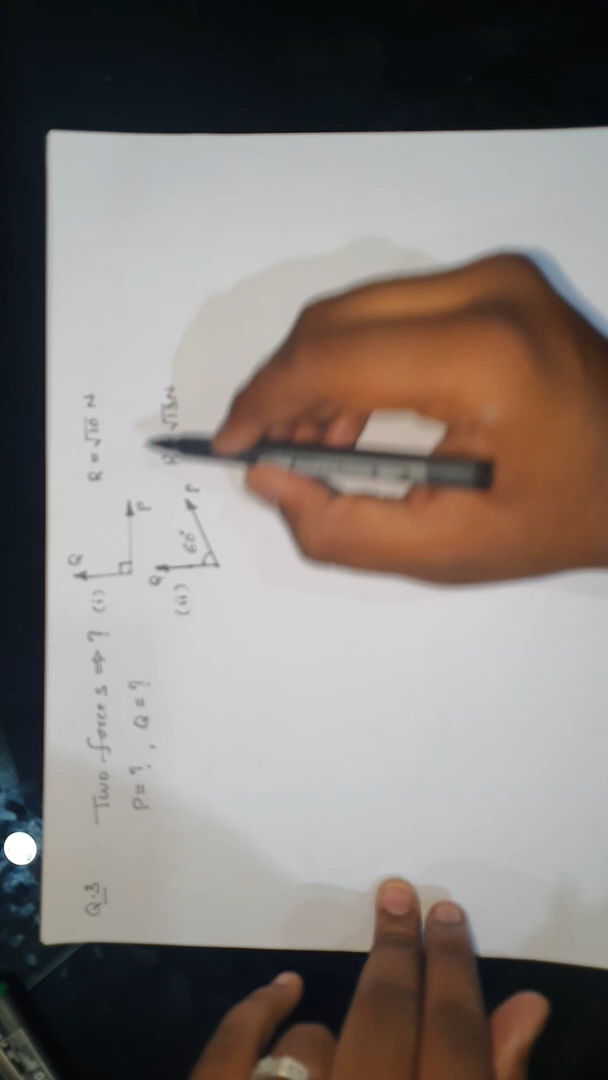 Q.3 Two forces ⇒ ? (i) Q P R = √10 N
P = ? , Q = ?
(ii) Q 60° P R √13 N